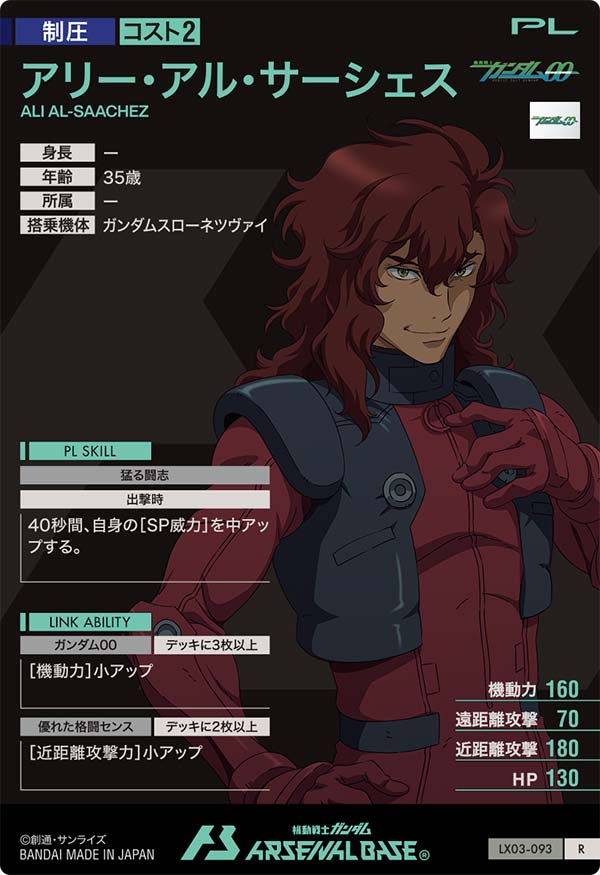 制圧 コスト2 PL
アリー・アル・サーシェス
ALI AL-SAACHEZ
機動戦士 ガンダム00
ガンダム00
身長 ー
年齢 35歳
所属 ー
搭乗機体 ガンダムスローネツヴァイ
PL SKILL
猛る闘志
出撃時
40秒間、自身の[SP威力]を中アッ
プする。
LINK ABILITY
ガンダム00 デッキに3枚以上
[機動力]小アップ
優れた格闘センス デッキに2枚以上
[近距離攻撃力]小アップ
機動力 160
遠距離攻撃 70
近距離攻撃 180
HP 130
©創通・サンライズ
BANDAI MADE IN JAPAN
機動戦士ガンダム
ARSENAL BASE®
LX03-093 R